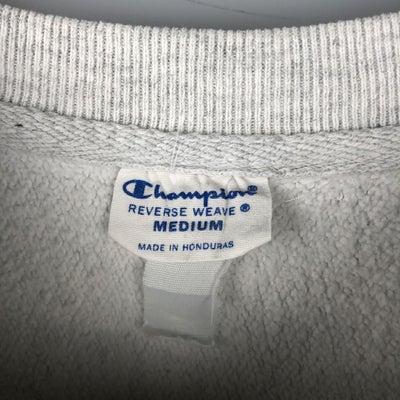 Champion®
REVERSE WEAVE®
MEDIUM
MADE IN HONDURAS